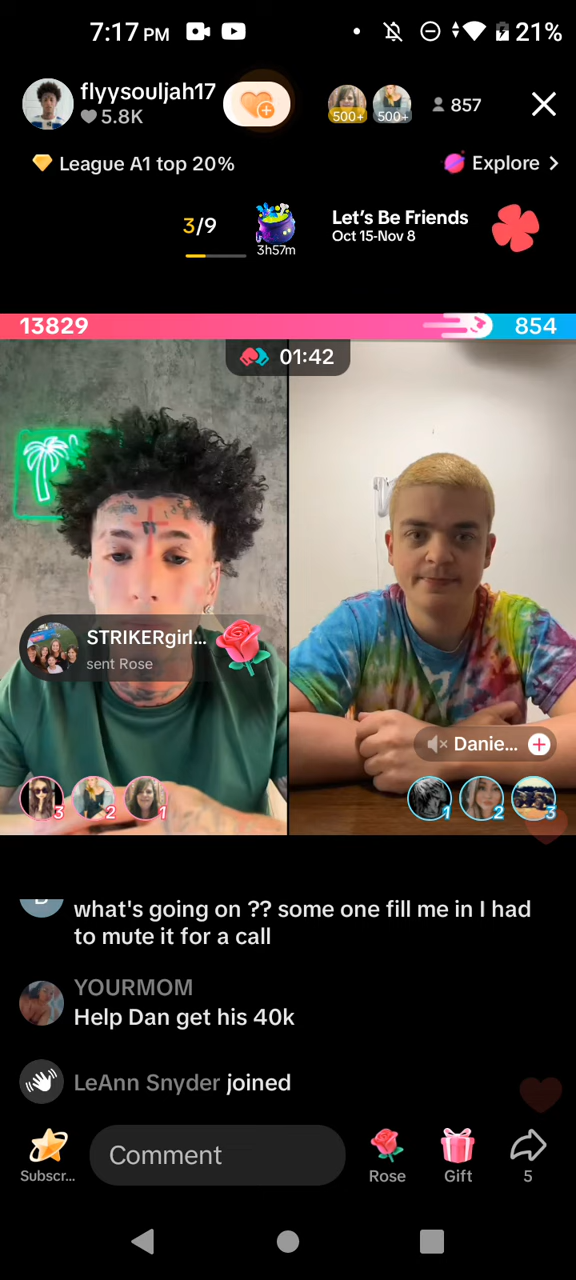 7:17 PM
21%
flyysouljah17
5.8K
500+
500+
857
League A1 top 20%
Explore
3/9
3h57m
Let's Be Friends
Oct 15-Nov 8
13829
854
01:42
STRIKERgirl...
sent Rose
Danie...
3
2
1
1
2
3
what's going on ?? some one fill me in I had
to mute it for a call
YOURMOM
Help Dan get his 40k
LeAnn Snyder joined
Subscr...
Comment
Rose
Gift
5